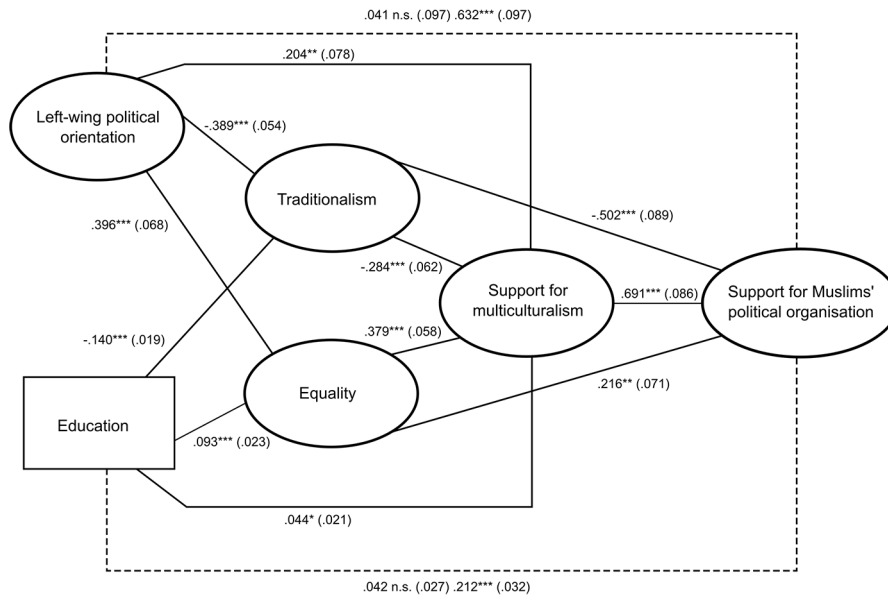 .041 n.s. (.097) .632*** (.097)
.204** (.078)
Left-wing political
orientation
-.389*** (.054)
Traditionalism
.396*** (.068)
-.502*** (.089)
-.284*** (.062)
Support for
multiculturalism
.691*** (.086)
Support for Muslims'
political organisation
-.140*** (.019)
.379*** (.058)
Equality
.216** (.071)
Education
.093*** (.023)
.044* (.021)
.042 n.s. (.027) .212*** (.032)